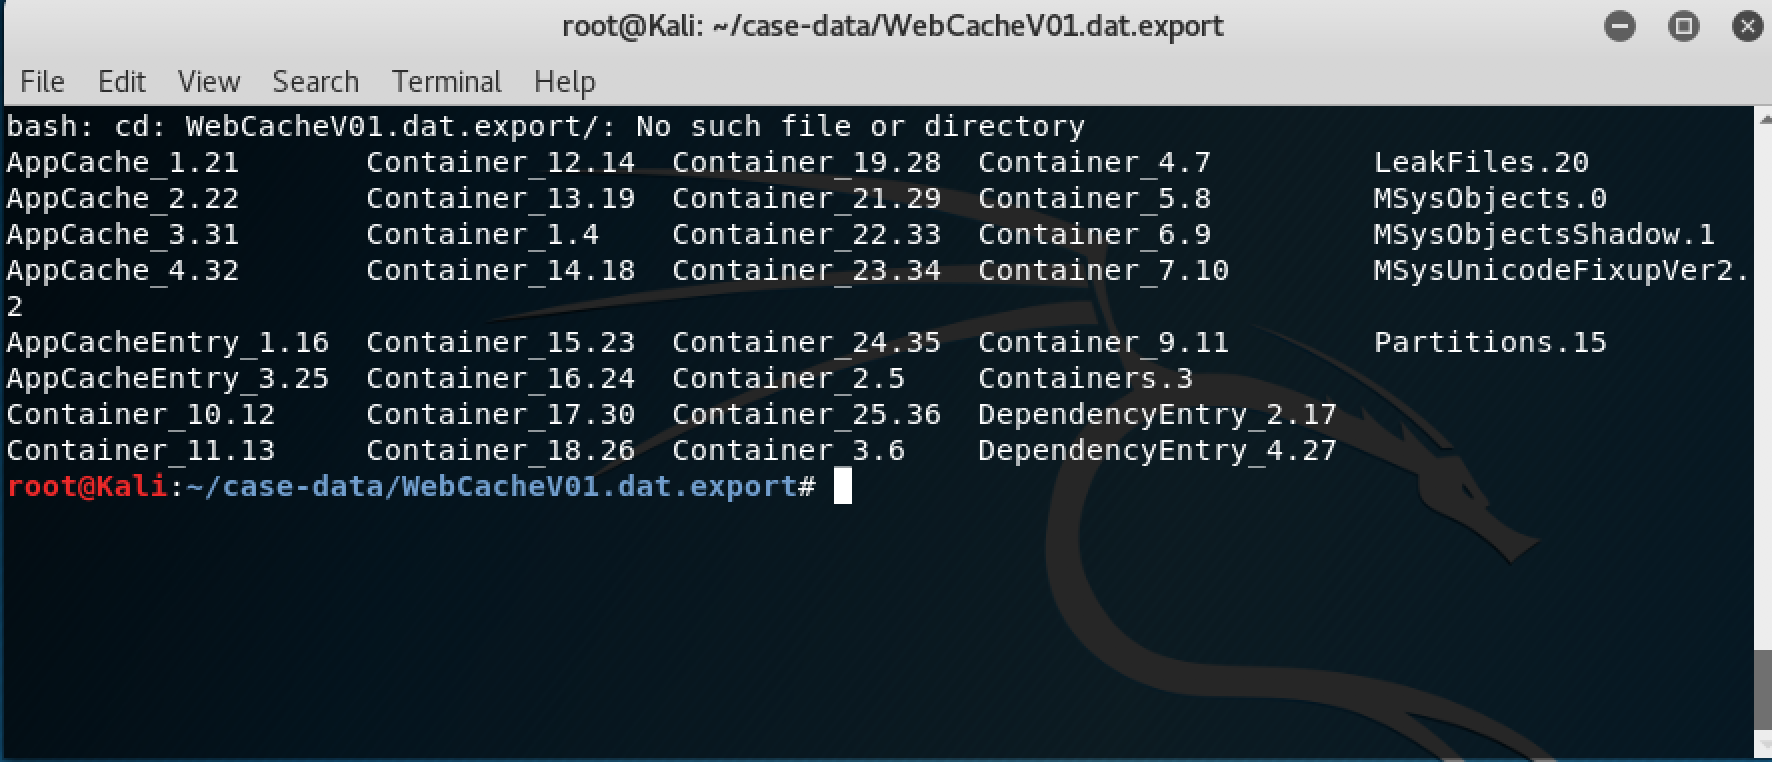 root@Kali: ~/case-data/WebCacheV01.dat.export
File Edit View Search Terminal Help
bash: cd: WebCacheV01.dat.export/: No such file or directory
AppCache_1.21 Container_12.14 Container_19.28 Container_4.7 LeakFiles.20
AppCache_2.22 Container_13.19 Container_21.29 Container_5.8 MSysObjects.0
AppCache_3.31 Container_1.4 Container_22.33 Container_6.9 MSysObjectsShadow.1
AppCache_4.32 Container_14.18 Container_23.34 Container_7.10 MSysUnicodeFixupVer2.
2
AppCacheEntry_1.16 Container_15.23 Container_24.35 Container_9.11 Partitions.15
AppCacheEntry_3.25 Container_16.24 Container_2.5 Containers.3
Container_10.12 Container_17.30 Container_25.36 DependencyEntry_2.17
Container_11.13 Container_18.26 Container_3.6 DependencyEntry_4.27
root@Kali:~/case-data/WebCacheV01.dat.export#